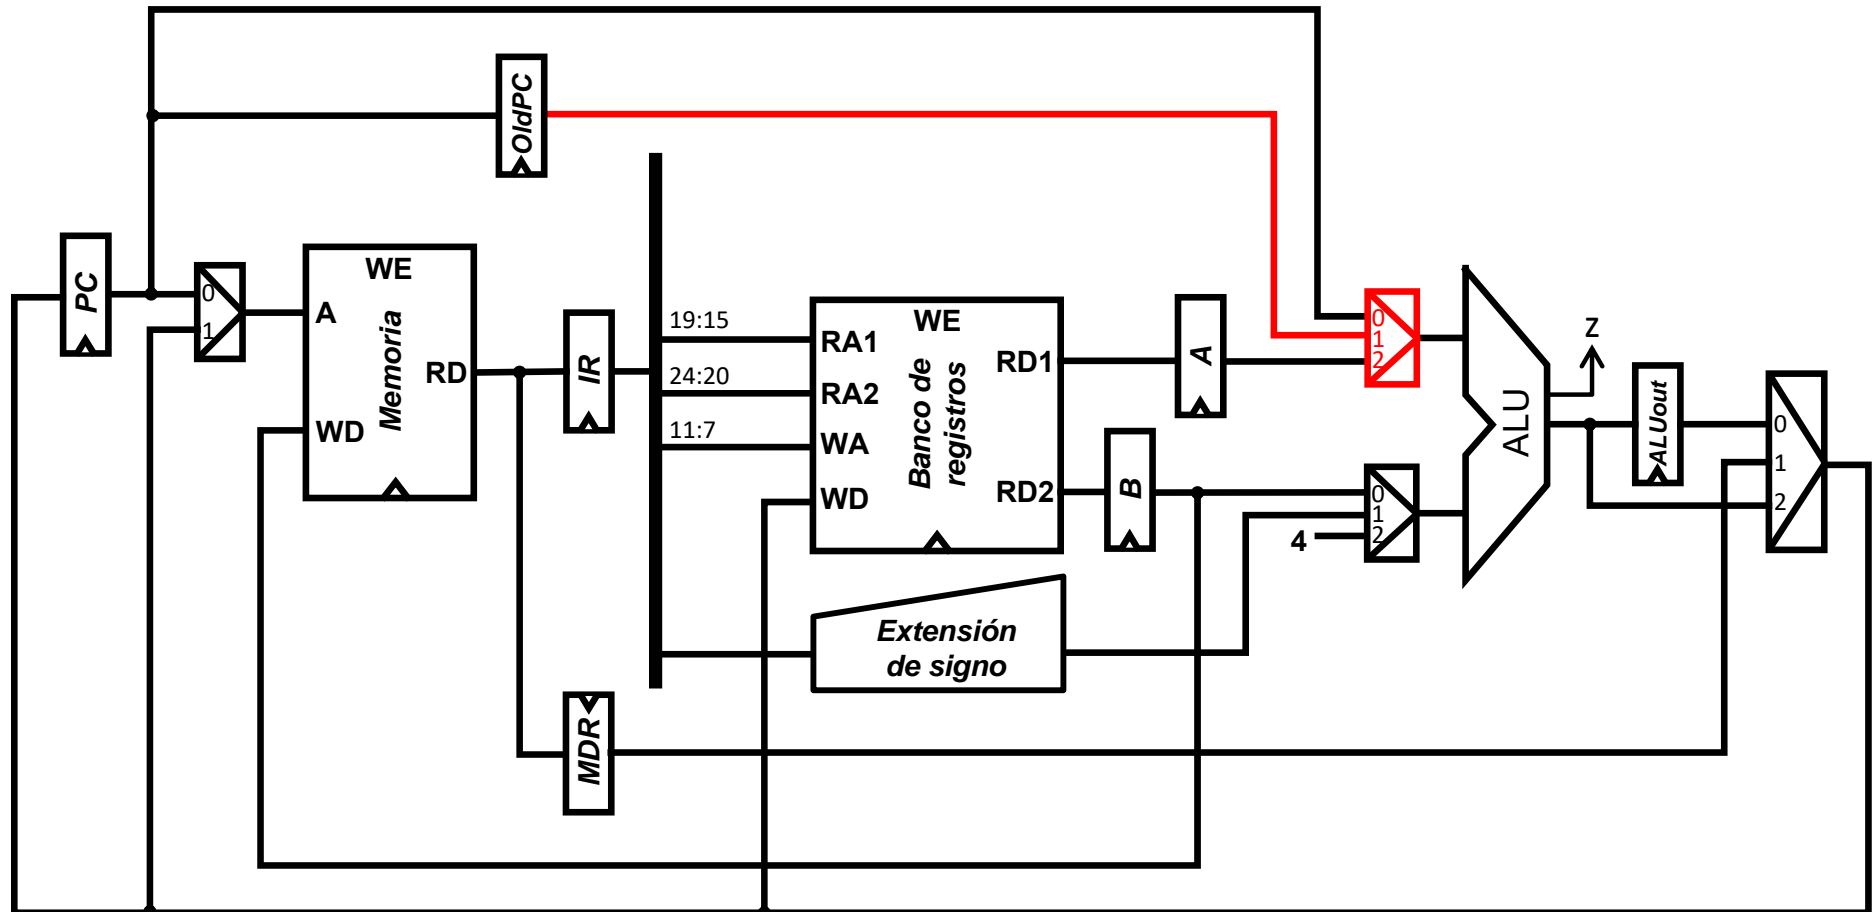 OldPC
PC
0
1
WE
A
Memoria
RD
WD
IR
MDR
19:15
24:20
11:7
WE
RA1
RA2
WA
WD
Banco de
registros
RD1
RD2
A
B
Extensión
de signo
0
1
2
0
1
2
4
ALU
Z
ALUout
0
1
2